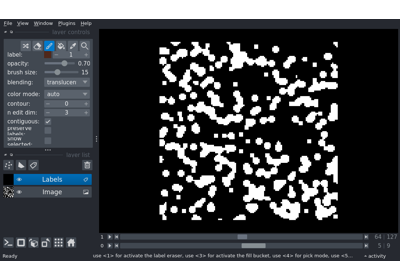 File View Window Plugins Help
layer controls
label: 1
opacity: 0.70
brush size: 15
blending: translucen
color mode: auto
contour: 0
n edit dim: 3
contiguous:
preserve
labels:
show
selected:
layer list
Labels
Image
1 64 127
5 9
Ready use <1> for activate the label eraser, use <3> for activate the fill bucket, use <4> for pick mode, use <5... activity